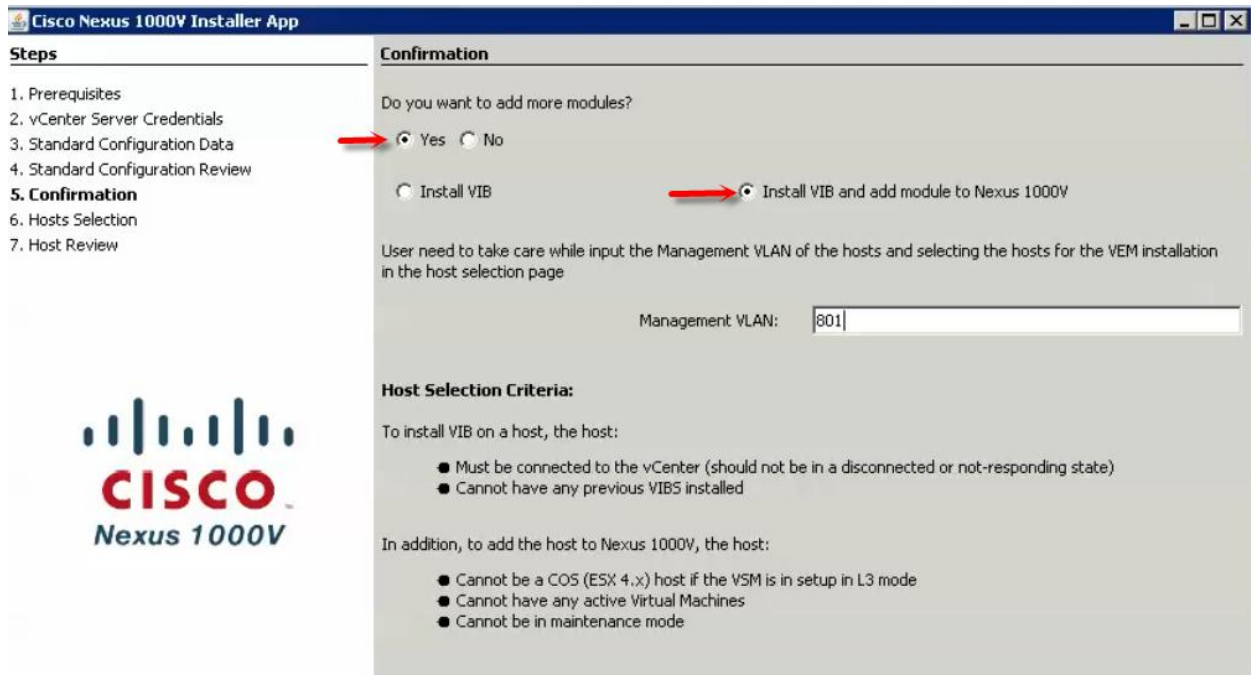 Cisco Nexus 1000V Installer App
Steps
1. Prerequisites
2. vCenter Server Credentials
3. Standard Configuration Data
4. Standard Configuration Review
5. Confirmation
6. Hosts Selection
7. Host Review
CISCO
Nexus 1000V
Confirmation
Do you want to add more modules?
Yes No
Install VIB Install VIB and add module to Nexus 1000V
User need to take care while input the Management VLAN of the hosts and selecting the hosts for the VEM installation
in the host selection page
Management VLAN: 801
Host Selection Criteria:
To install VIB on a host, the host:
● Must be connected to the vCenter (should not be in a disconnected or not-responding state)
● Cannot have any previous VIBS installed
In addition, to add the host to Nexus 1000V, the host:
● Cannot be a COS (ESX 4.x) host if the VSM is in setup in L3 mode
● Cannot have any active Virtual Machines
● Cannot be in maintenance mode